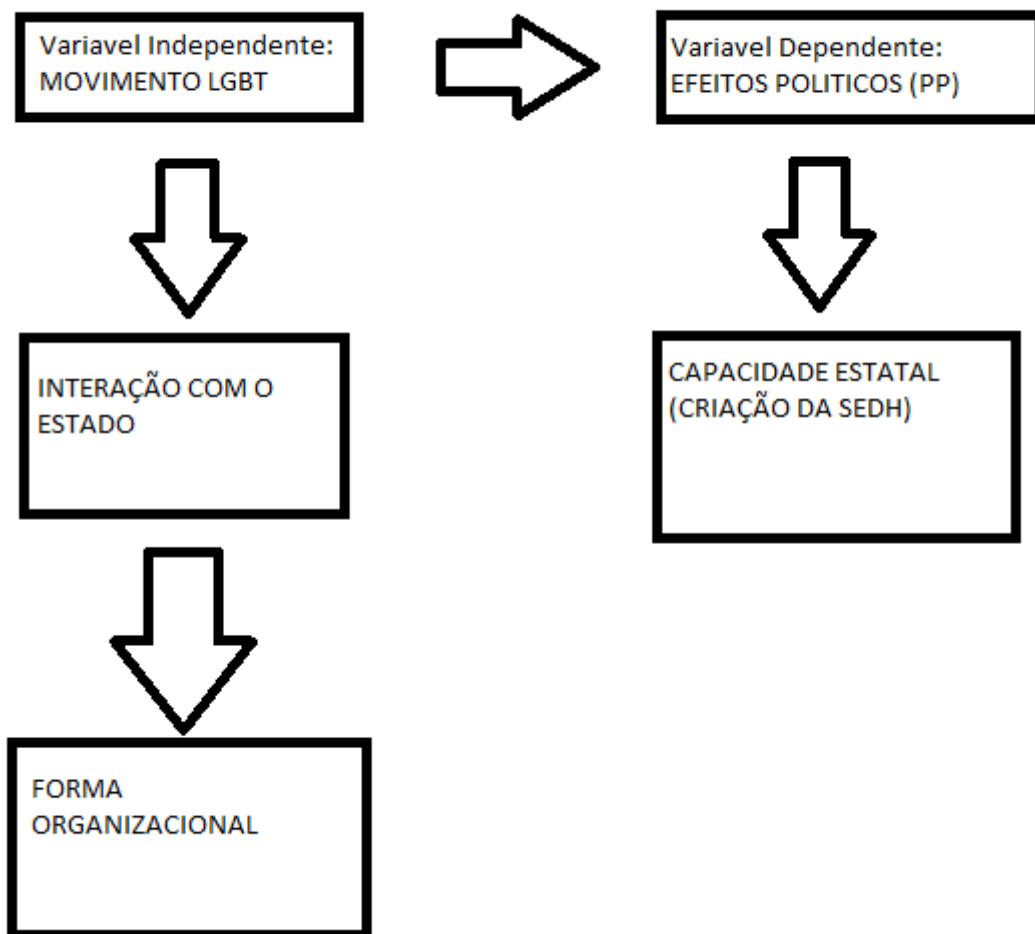 Variavel Independente:
MOVIMENTO LGBT
Variavel Dependente:
EFEITOS POLITICOS (PP)
INTERAÇÃO COM O
ESTADO
CAPACIDADE ESTATAL
(CRIAÇÃO DA SEDH)
FORMA
ORGANIZACIONAL